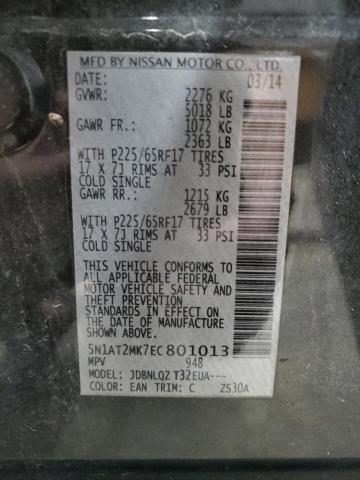 MFD BY NISSAN MOTOR CO., LTD.
DATE: 03/14
GVWR: 2276 KG
5018 LB
GAWR FR.: 1072 KG
2363 LB
WITH P225/65RF17 TIRES
17 X 7J RIMS AT 33 PSI
COLD SINGLE
GAWR RR.: 1215 KG
2679 LB
WITH P225/65RF17 TIRES
17 X 7J RIMS AT 33 PSI
COLD SINGLE
THIS VEHICLE CONFORMS TO
ALL APPLICABLE FEDERAL
MOTOR VEHICLE SAFETY AND
THEFT PREVENTION
STANDARDS IN EFFECT ON
THE DATE OF MANUFACTURE
SHOWN ABOVE.
5N1AT2MK7EC801013
MPV 948
MODEL: JDBNLQZ T32EUA---
COLOR: EAN TRIM: C Z530A